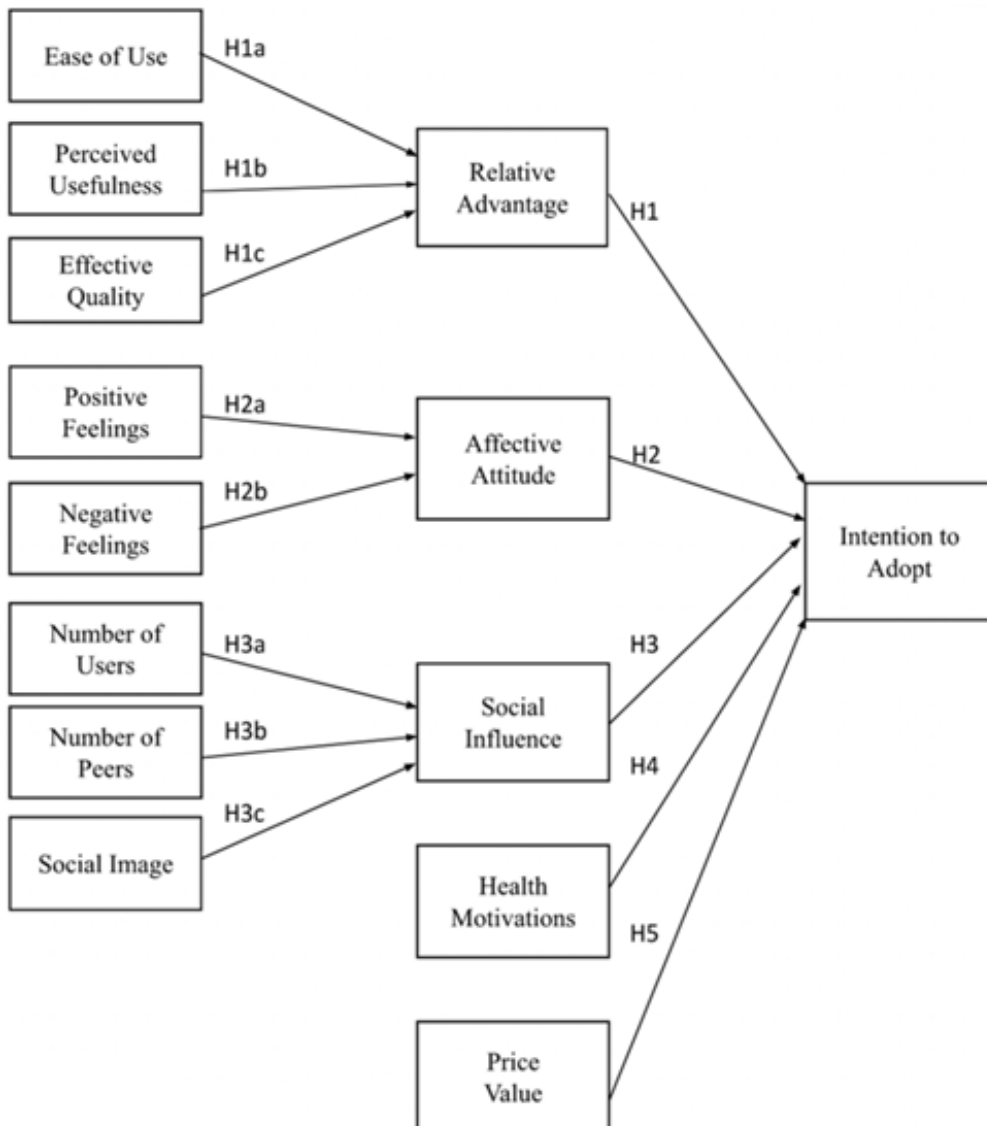 Ease of Use
H1a
Perceived
Usefulness
H1b
Effective
Quality
H1c
Relative
Advantage
H1
Positive
Feelings
H2a
Negative
Feelings
H2b
Affective
Attitude
H2
Intention to
Adopt
Number of
Users
H3a
Number of
Peers
H3b
Social Image
H3c
Social
Influence
H3
Health
Motivations
H4
Price
Value
H5